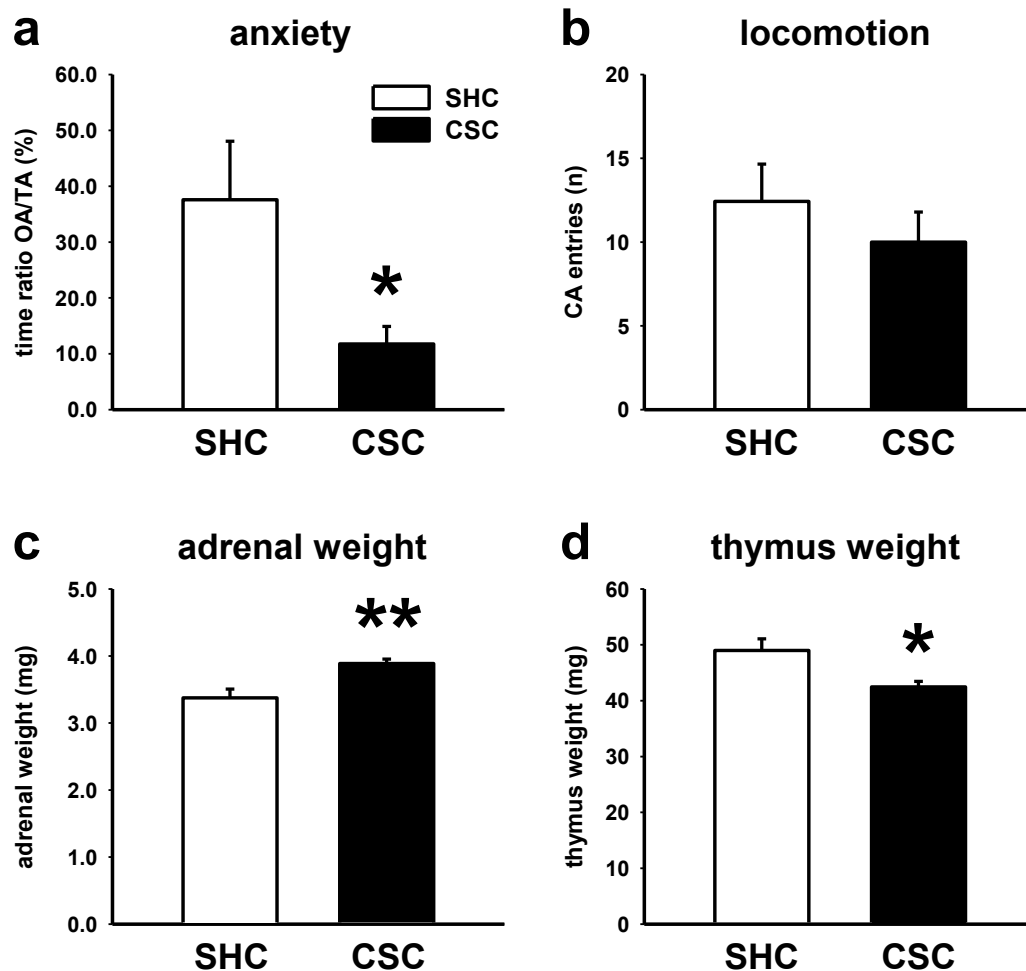 a anxiety
time ratio OA/TA (%)
60.0
50.0
40.0
30.0
20.0
10.0
0.0
SHC
CSC
*
SHC CSC
b locomotion
CA entries (n)
20
15
10
5
0
SHC CSC
c adrenal weight
adrenal weight (mg)
5.0
4.0
3.0
2.0
1.0
0.0
**
SHC CSC
d thymus weight
thymus weight (mg)
60
50
40
30
20
10
0
*
SHC CSC